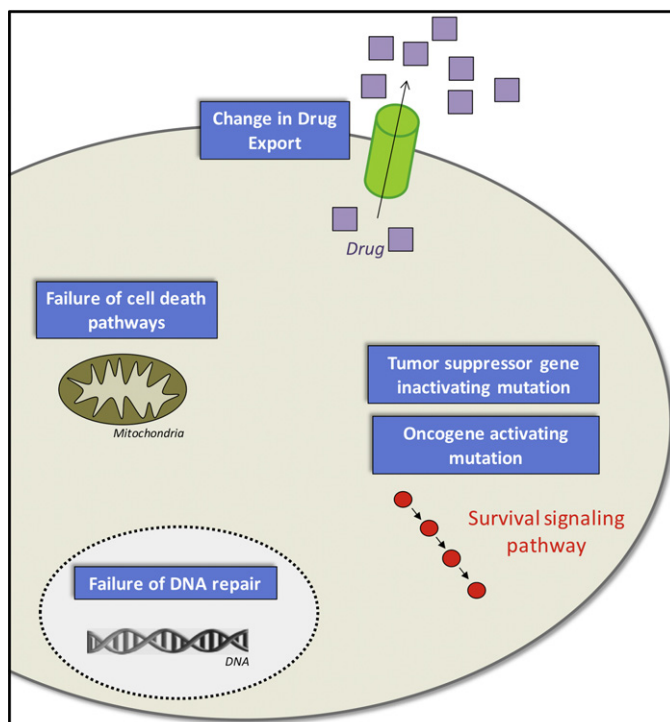 Change in Drug
Export
Drug
Failure of cell death
pathways
Mitochondria
Tumor suppressor gene
inactivating mutation
Oncogene activating
mutation
Survival signaling
pathway
Failure of DNA repair
DNA